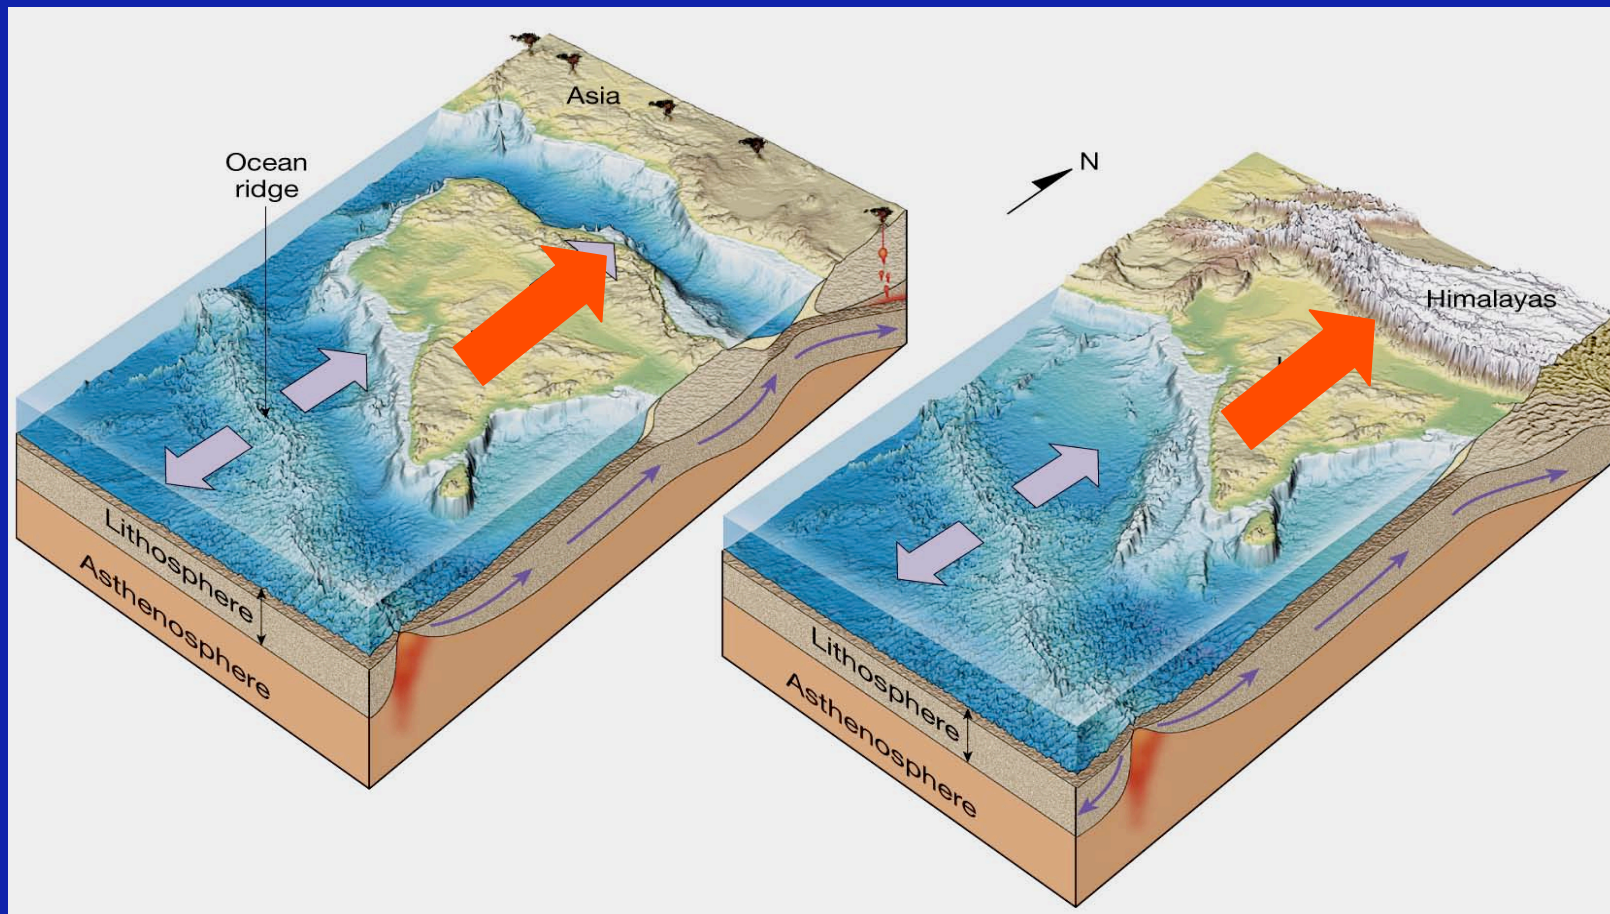 Asia
Ocean
ridge
Lithosphere
Asthenosphere
N
Himalayas
Lithosphere
Asthenosphere